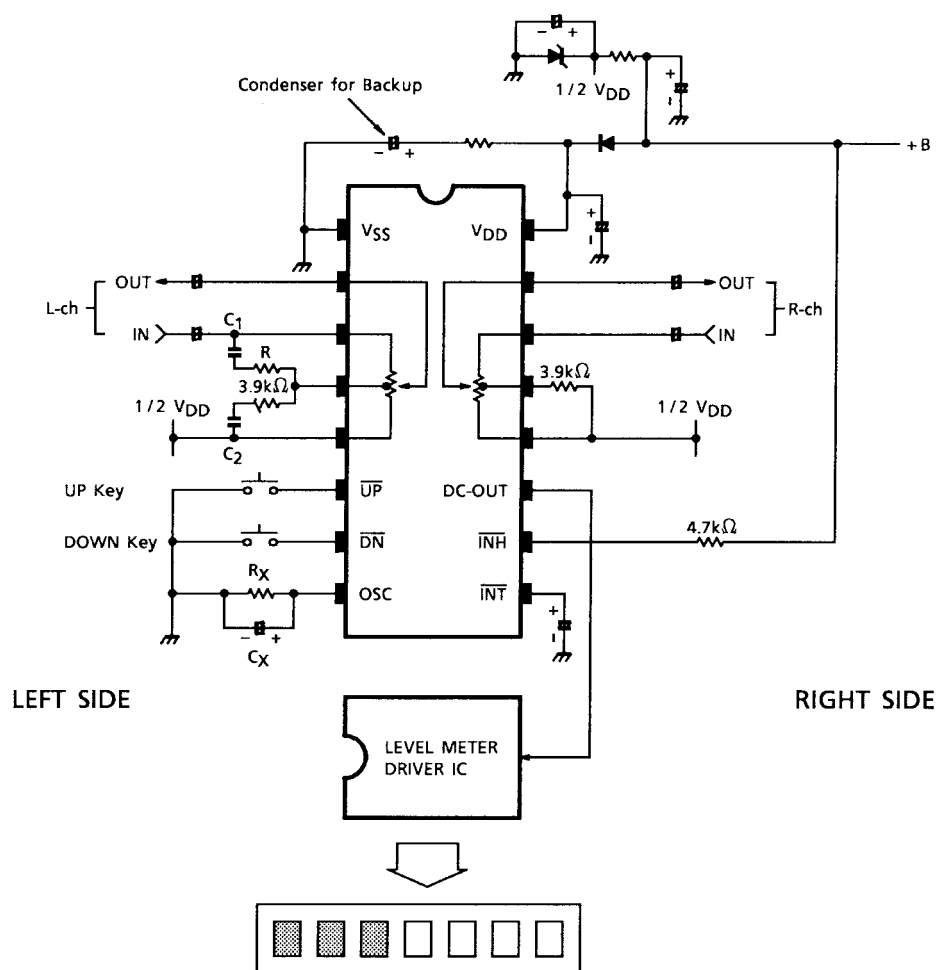 1/2 VDD
+
-
+
-
Condenser for Backup
-
+
+B
VSS
VDD
+
-
L-ch
OUT
OUT
R-ch
IN
C1
IN
R
3.9kΩ
3.9kΩ
1/2 VDD
1/2 VDD
C2
UP Key
UP
DC-OUT
DOWN Key
DN
INH
4.7kΩ
RX
OSC
INT
-
+
CX
+
-
LEFT SIDE
RIGHT SIDE
LEVEL METER
DRIVER IC